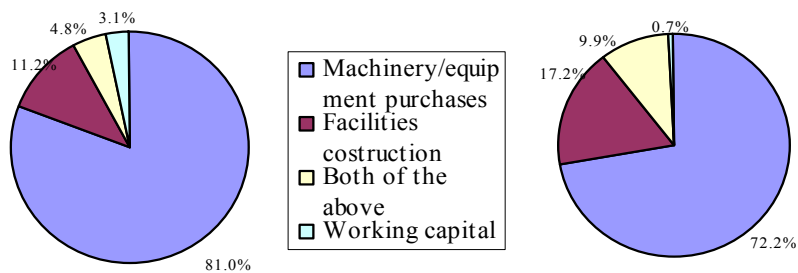 3.1%
4.8%
11.2%
81.0%
Machinery/equip
ment purchases
Facilities
costruction
Both of the
above
Working capital
0.7%
9.9%
17.2%
72.2%